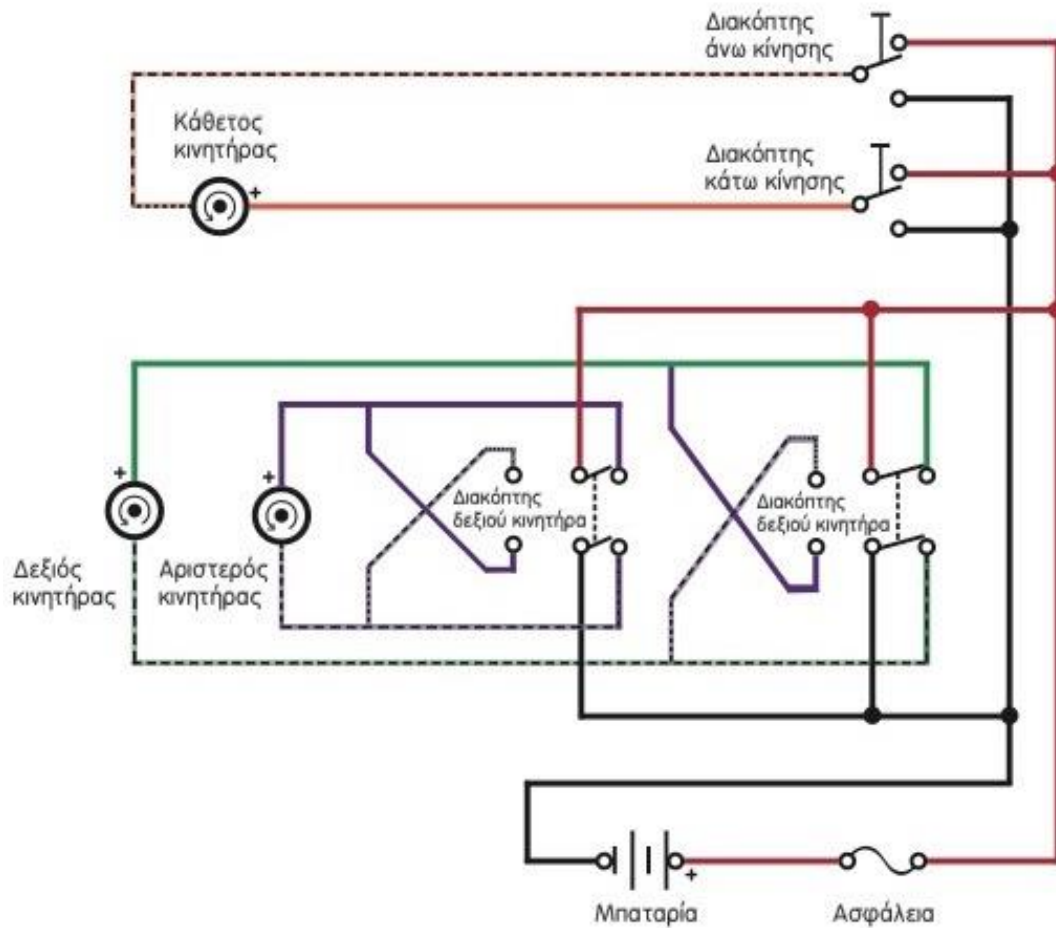 Διακόπτης
άνω κίνησης
Κάθετος
κινητήρας
+
Διακόπτης
κάτω κίνησης
+
+
Διακόπτης
δεξιού κινητήρα
Διακόπτης
δεξιού κινητήρα
Δεξιός
κινητήρας
Αριστερός
κινητήρας
+
Μπαταρία
Ασφάλεια